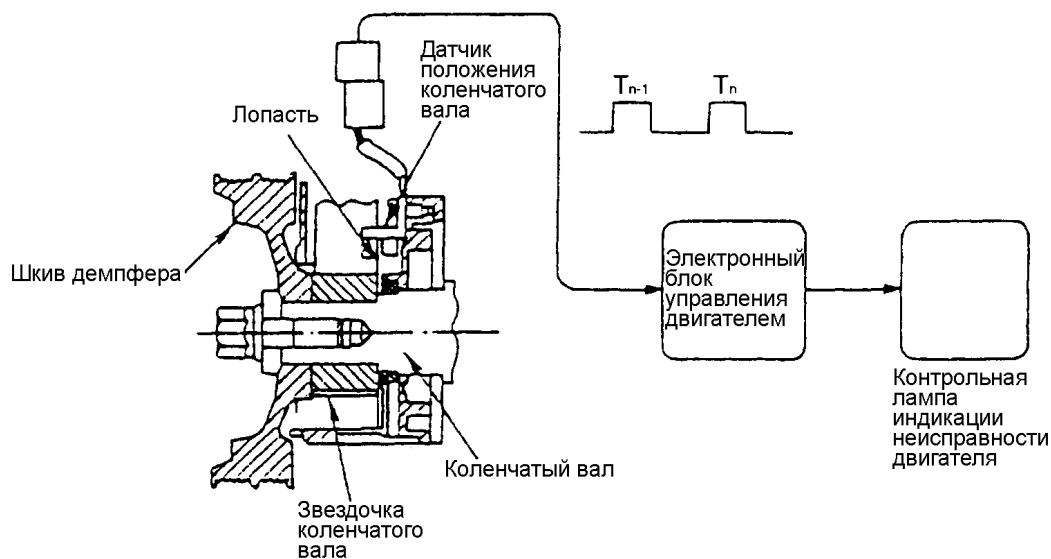 Датчик
положения
коленчатого
вала
Лопасть
Tn-1
Tn
Шкив демпфера
Электронный
блок
управления
двигателем
Контрольная
лампа
индикации
неисправности
двигателя
Коленчатый вал
Звездочка
коленчатого
вала